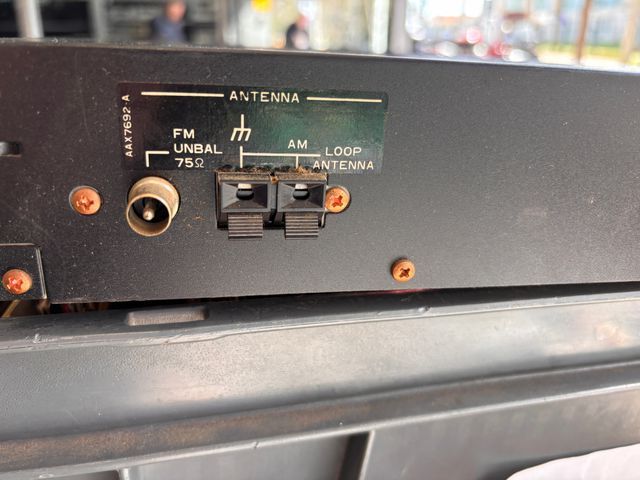 ANTENNA
AAX7692-A
FM
UNBAL
75Ω
AM
LOOP
ANTENNA